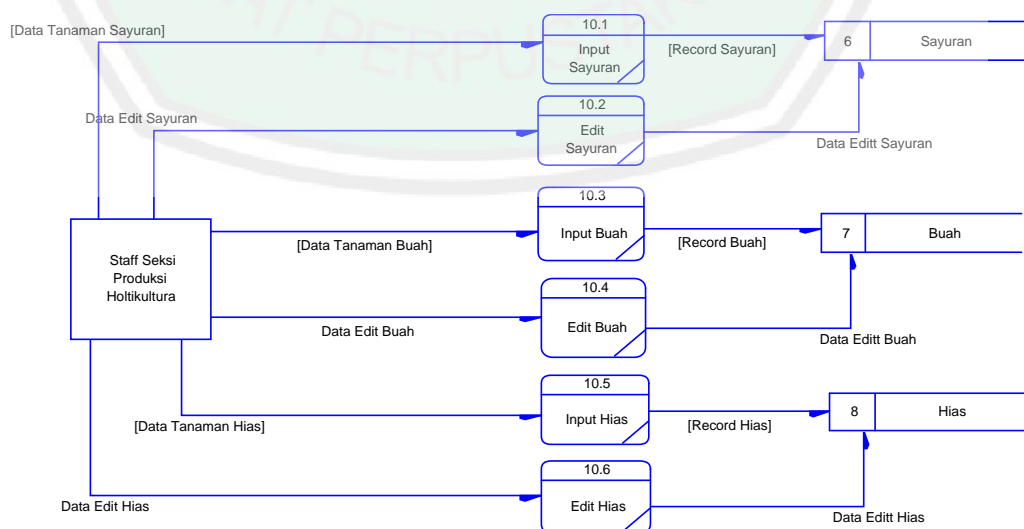 [Data Tanaman Sayuran]
10.1
Input
Sayuran
[Record Sayuran]
6
Sayuran
Data Edit Sayuran
10.2
Edit
Sayuran
Data Editt Sayuran
Staff Seksi
Produksi
Holtikultura
[Data Tanaman Buah]
10.3
Input Buah
[Record Buah]
7
Buah
Data Edit Buah
10.4
Edit Buah
Data Editt Buah
[Data Tanaman Hias]
10.5
Input Hias
[Record Hias]
8
Hias
Data Edit Hias
10.6
Edit Hias
Data Editt Hias